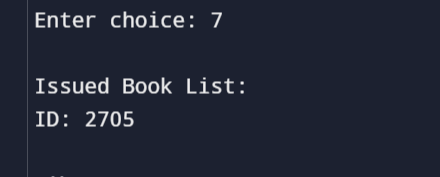 Enter choice: 7
Issued Book List:
ID: 2705